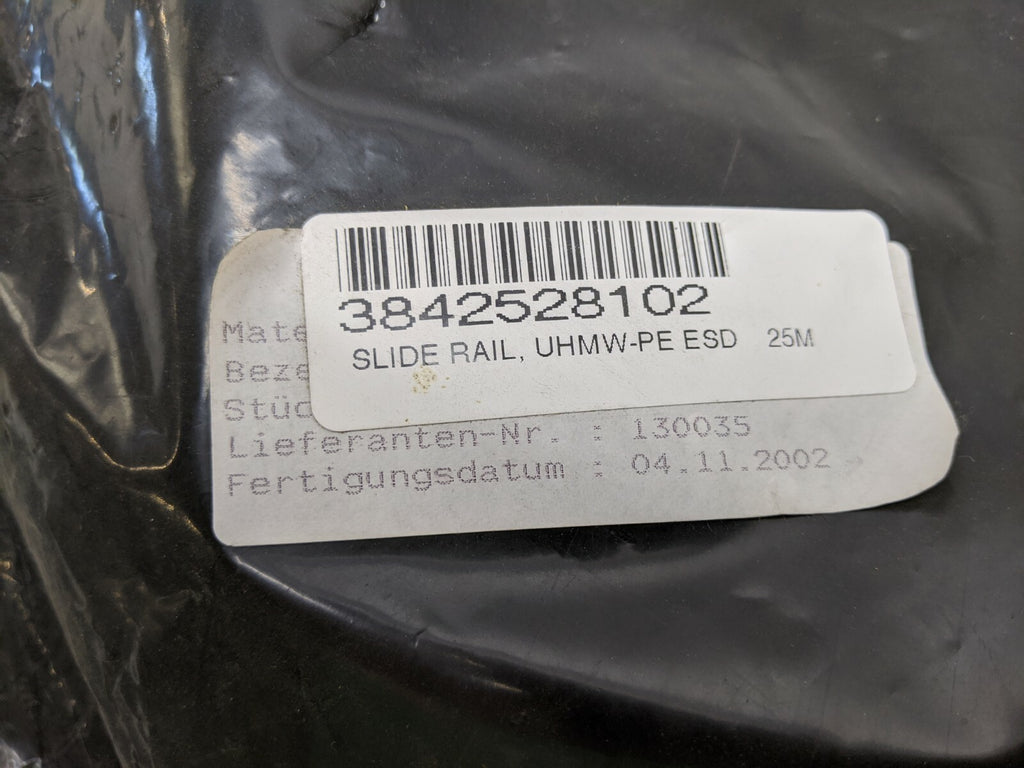 3842528102
SLIDE RAIL, UHMW-PE ESD 25M
Mate
Beze
Stüc
Lieferanten-Nr. : 130035
Fertigungsdatum : 04.11.2002